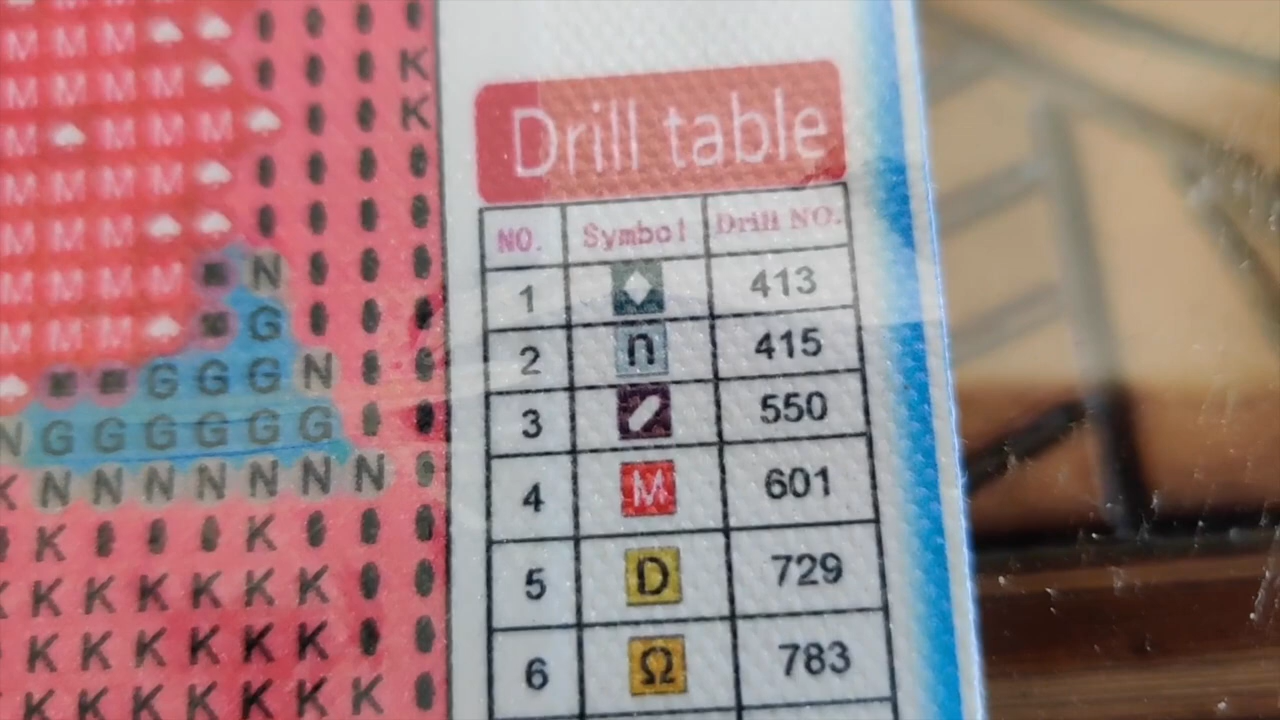 Drill table
NO. Symbol Drill NO.
1 413
2 n 415
3 550
4 M 601
5 D 729
6 Ω 783
M M M
M M M M K
M M M M K
M M M M
M M M M
M M M M
M M M M N
M M M G
G G G N
N G G G G G G
K N N N N N N N
K K
K K K K K K K
K K K K K K
K K K K K K K